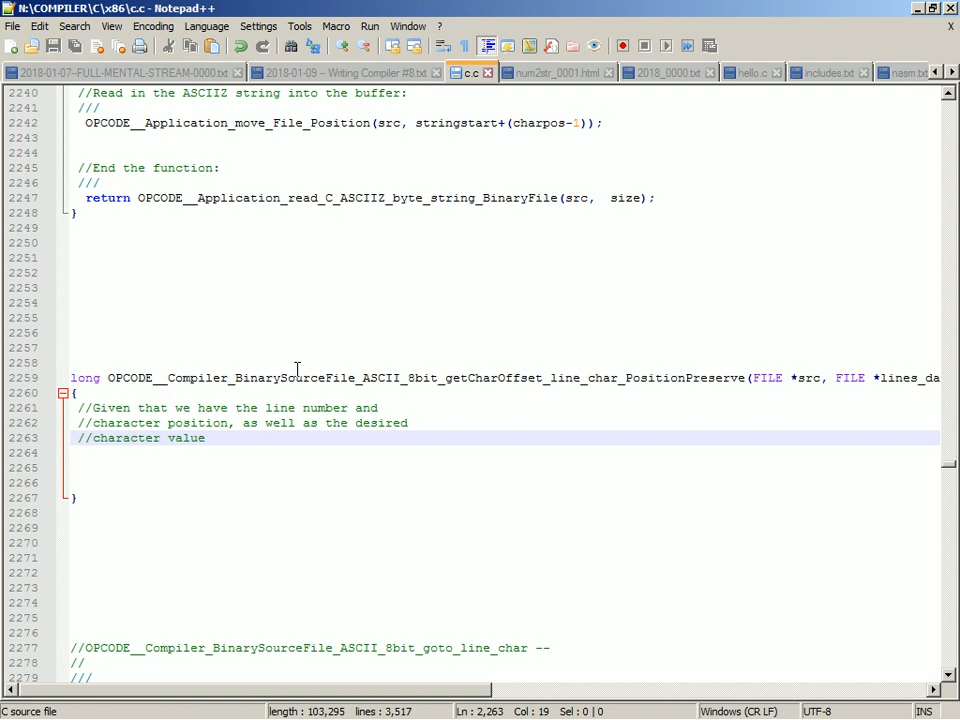 N:\COMPILER\C\x86\c.c - Notepad++
File Edit Search View Encoding Language Settings Tools Macro Run Window ? X
2018-01-07-FULL-MENTAL-STREAM-0000.txt 2018-01-09 -- Writing Compiler #8.txt c.c num2str_0001.html 2018_0000.txt hello.c includes.txt nasm.tx
2240 //Read in the ASCIIZ string into the buffer:
2241 ///
2242 OPCODE__Application_move_File_Position(src, stringstart+(charpos-1));
2243
2244
2245 //End the function:
2246 ///
2247 return OPCODE__Application_read_C_ASCIIZ_byte_string_BinaryFile(src,  size);
2248 }
2249
2250
2251
2252
2253
2254
2255
2256
2257
2258
2259 long OPCODE__Compiler_BinarySourceFile_ASCII_8bit_getCharOffset_line_char_PositionPreserve(FILE *src, FILE *lines_da
2260 {
2261 //Given that we have the line number and
2262 //character position, as well as the desired
2263 //character value
2264
2265
2266
2267 }
2268
2269
2270
2271
2272
2273
2274
2275
2276
2277 //OPCODE__Compiler_BinarySourceFile_ASCII_8bit_goto_line_char --
2278 //
2279 ///
C source file length : 103,295 lines : 3,517 Ln : 2,263 Col : 19 Sel : 0 | 0 Windows (CR LF) UTF-8 INS